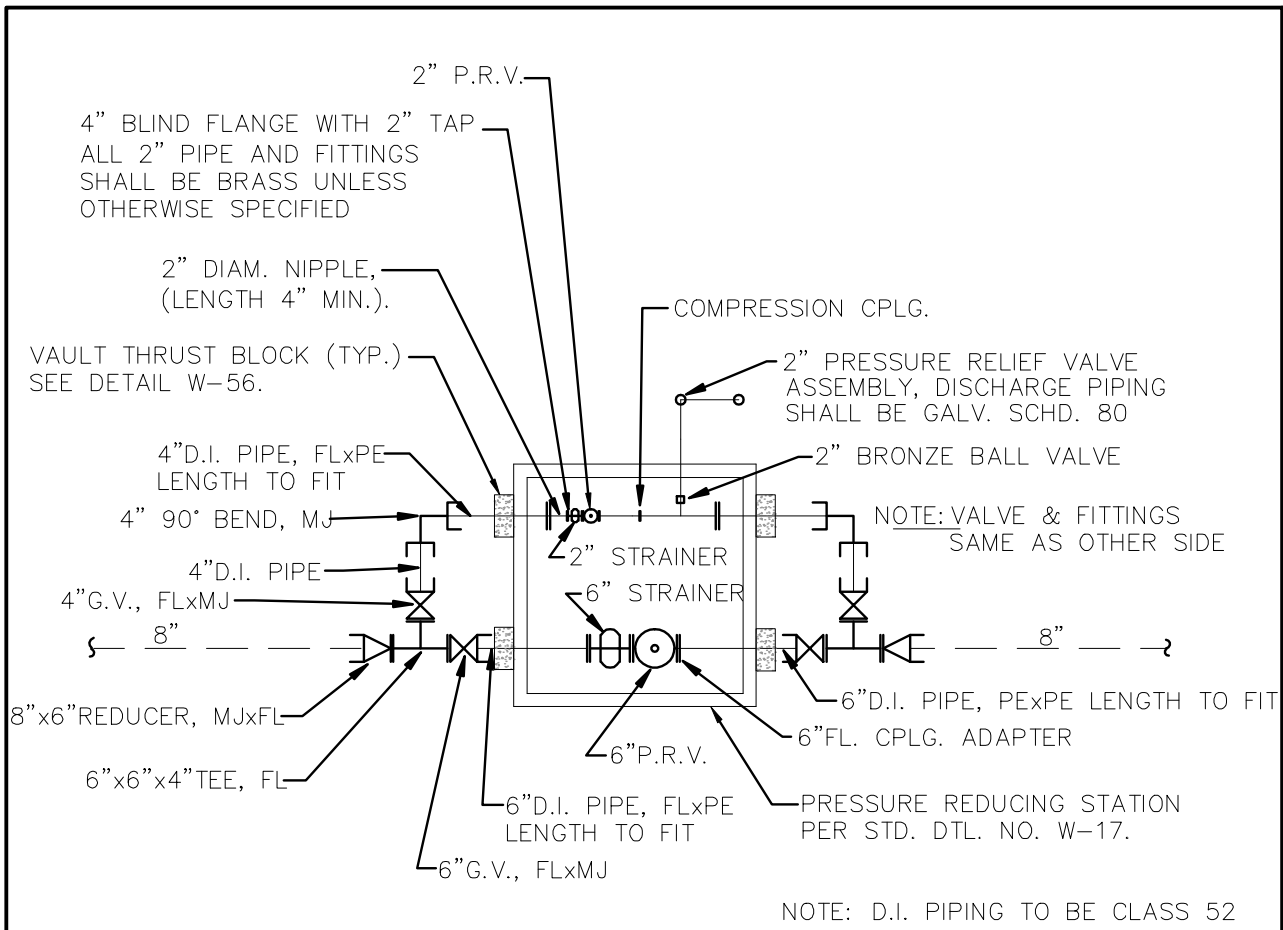 2” P.R.V.
4” BLIND FLANGE WITH 2” TAP
ALL 2” PIPE AND FITTINGS
SHALL BE BRASS UNLESS
OTHERWISE SPECIFIED
2” DIAM. NIPPLE,
(LENGTH 4” MIN.).
COMPRESSION CPLG.
VAULT THRUST BLOCK (TYP.)
SEE DETAIL W-56.
2” PRESSURE RELIEF VALVE
ASSEMBLY, DISCHARGE PIPING
SHALL BE GALV. SCHD. 80
4”D.I. PIPE, FLxPE
LENGTH TO FIT
2” BRONZE BALL VALVE
4” 90° BEND, MJ
NOTE: VALVE & FITTINGS
SAME AS OTHER SIDE
2” STRAINER
4”D.I. PIPE
6” STRAINER
4”G.V., FLxMJ
8”
8”
6”D.I. PIPE, PExPE LENGTH TO FIT
8”x6”REDUCER, MJxFL
6”FL. CPLG. ADAPTER
6”P.R.V.
6”x6”x4”TEE, FL
6”D.I. PIPE, FLxPE
LENGTH TO FIT
PRESSURE REDUCING STATION
PER STD. DTL. NO. W-17.
6”G.V., FLxMJ
NOTE: D.I. PIPING TO BE CLASS 52